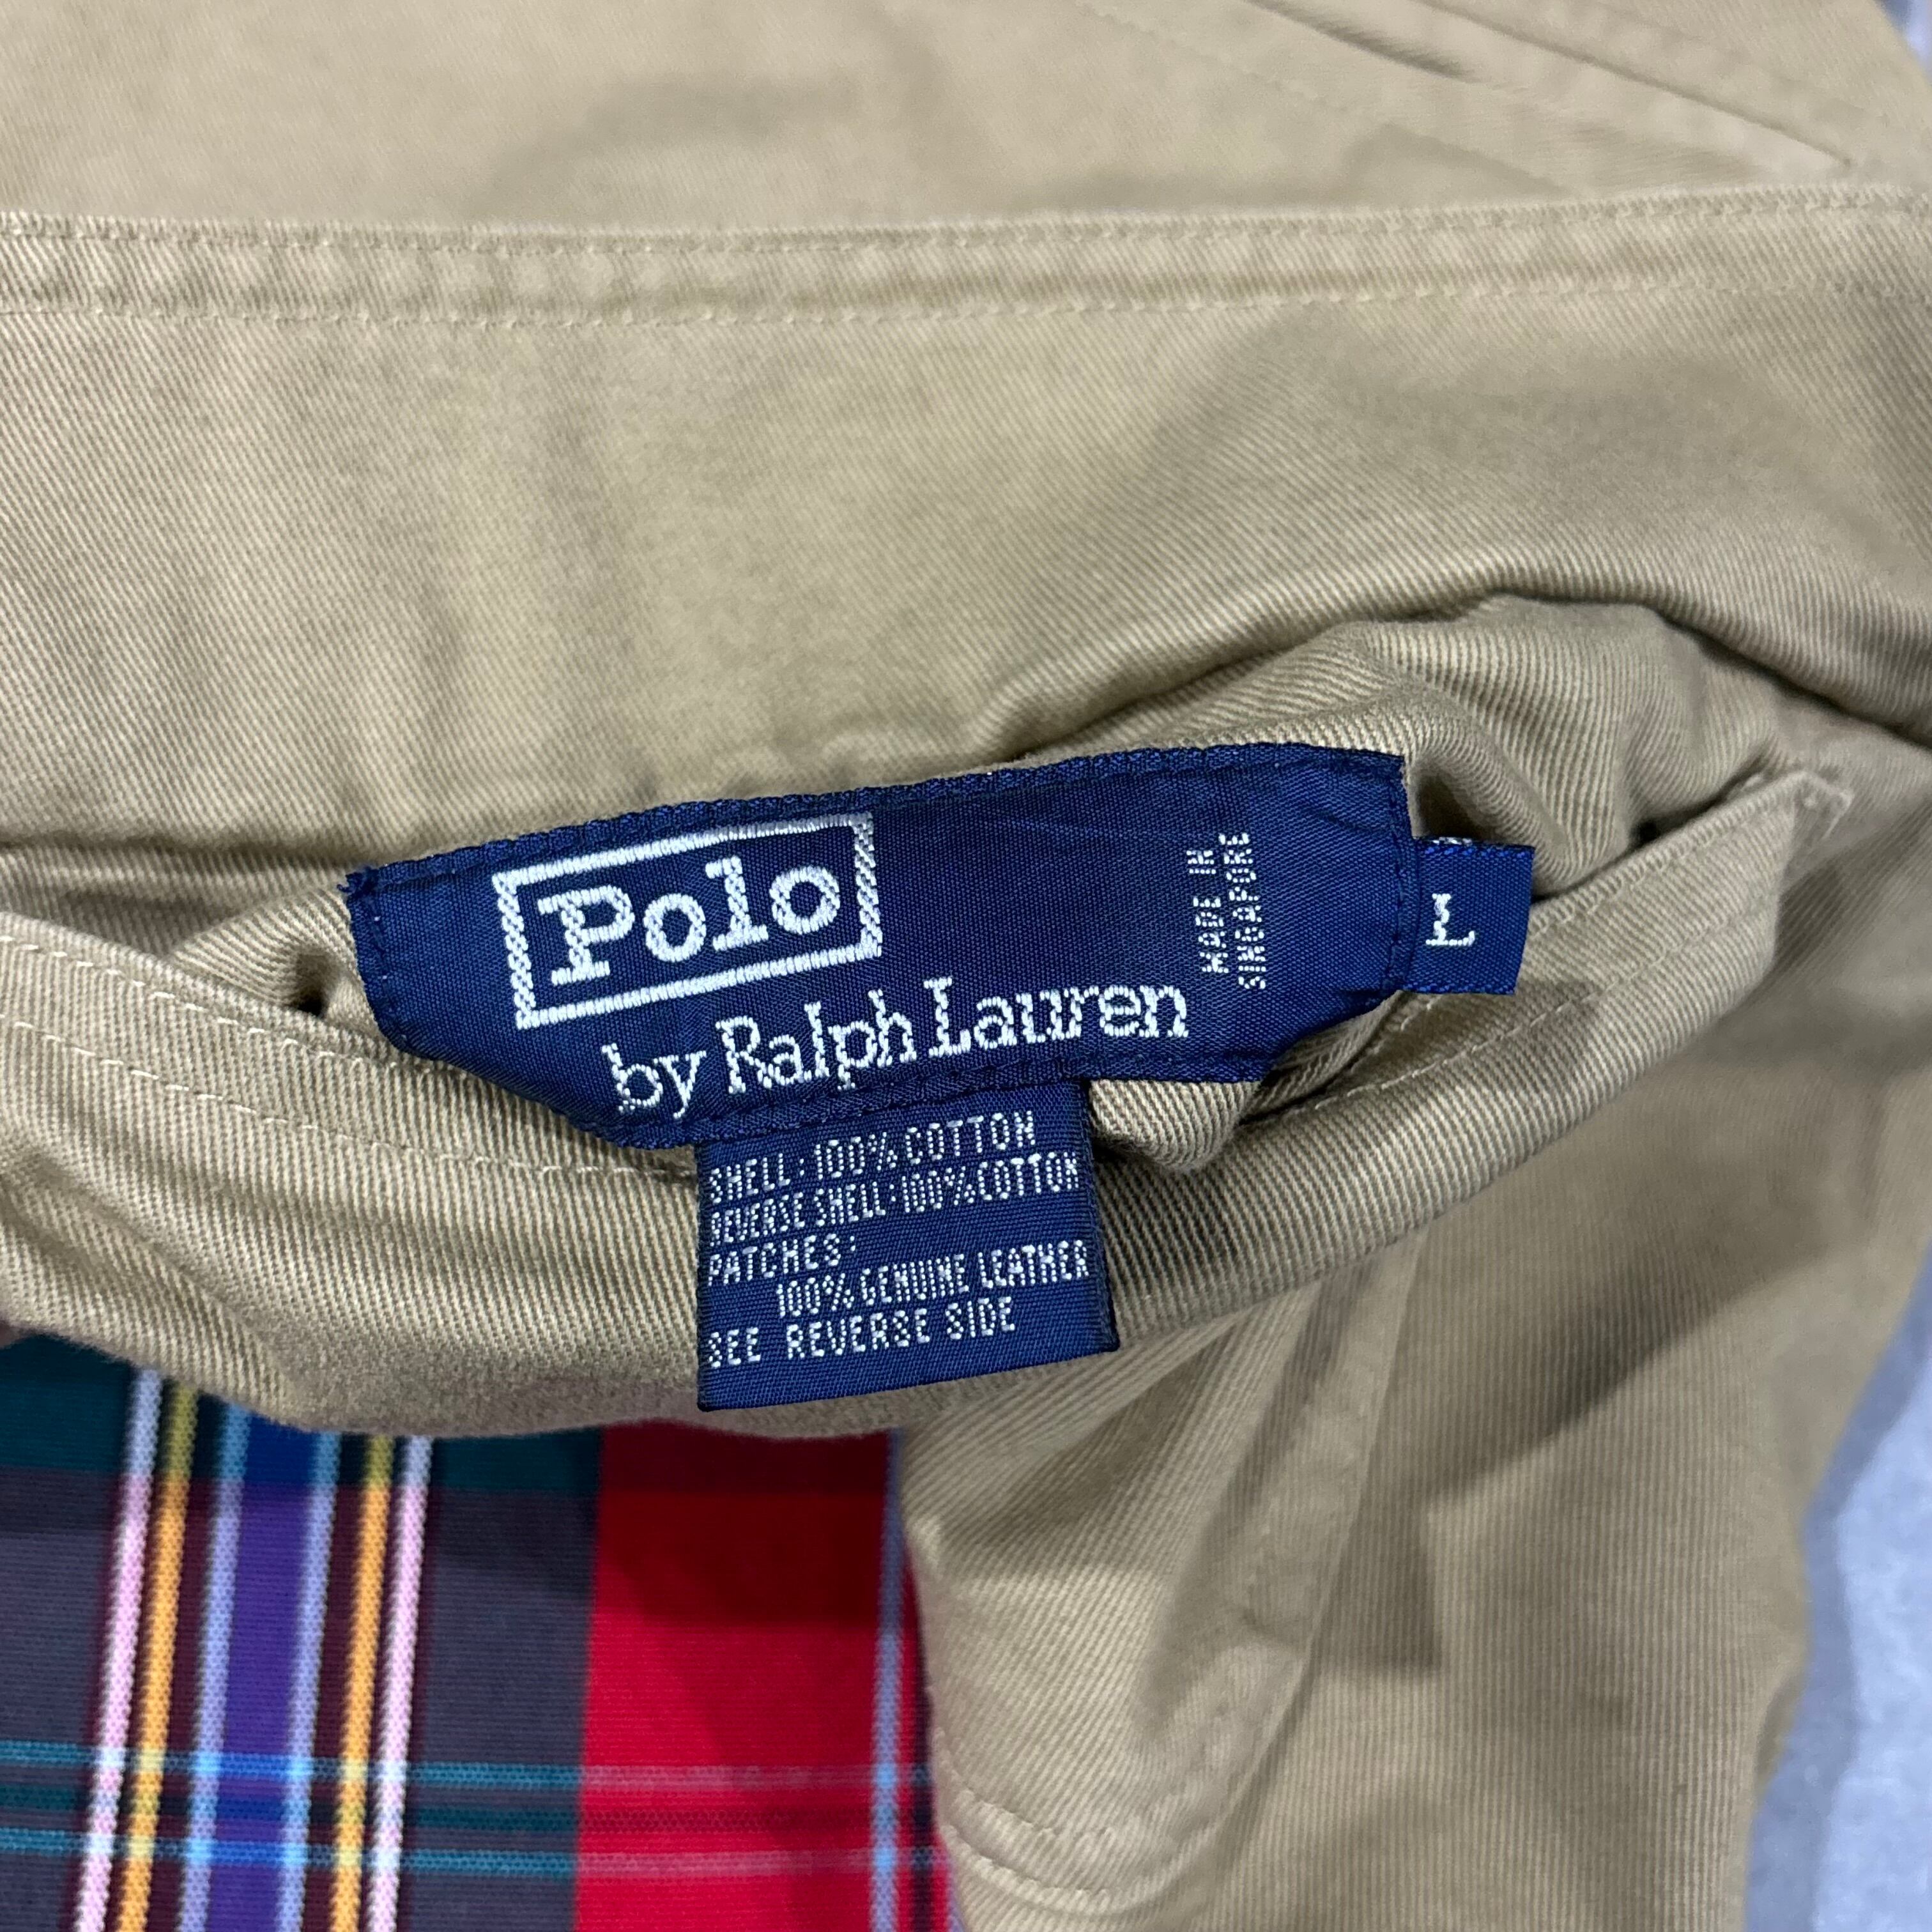 Polo
by Ralph Lauren
MADE IN
SINGAPORE
L
SHELL: 100% COTTON
REVERSE SHELL: 100% COTTON
PATCHES:
100% GENUINE LEATHER
SEE REVERSE SIDE